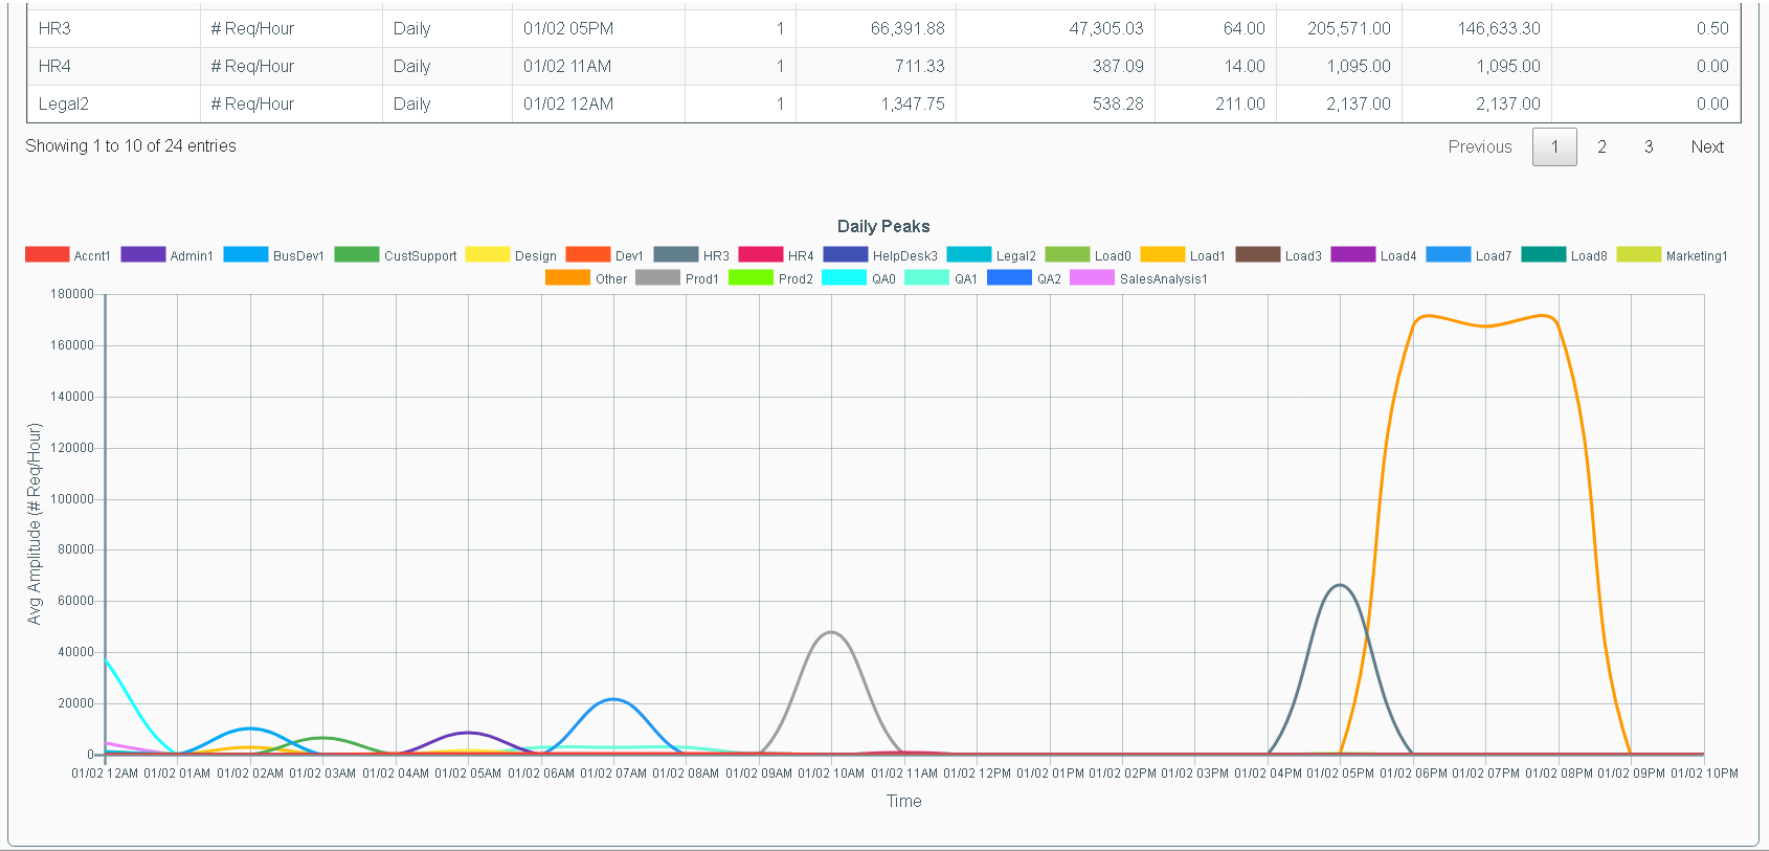 HR3 # Req/Hour Daily 01/02 05PM 1 66,391.88 47,305.03 64.00 205,571.00 146,633.30 0.50
HR4 # Req/Hour Daily 01/02 11AM 1 711.33 387.09 14.00 1,095.00 1,095.00 0.00
Legal2 # Req/Hour Daily 01/02 12AM 1 1,347.75 538.28 211.00 2,137.00 2,137.00 0.00
Showing 1 to 10 of 24 entries Previous 1 2 3 Next
Daily Peaks
Accnt1 Admin1 BusDev1 CustSupport Design Dev1 HR3 HR4 HelpDesk3 Legal2 Load0 Load1 Load3 Load4 Load7 Load8 Marketing1
Other Prod1 Prod2 QA0 QA1 QA2 SalesAnalysis1
180000
160000
140000
120000
100000
80000
60000
40000
20000
0
Avg Amplitude (# Req/Hour)
01/02 12AM 01/02 01AM 01/02 02AM 01/02 03AM 01/02 04AM 01/02 05AM 01/02 06AM 01/02 07AM 01/02 08AM 01/02 09AM 01/02 10AM 01/02 11AM 01/02 12PM 01/02 01PM 01/02 02PM 01/02 03PM 01/02 04PM 01/02 05PM 01/02 06PM 01/02 07PM 01/02 08PM 01/02 09PM 01/02 10PM
Time